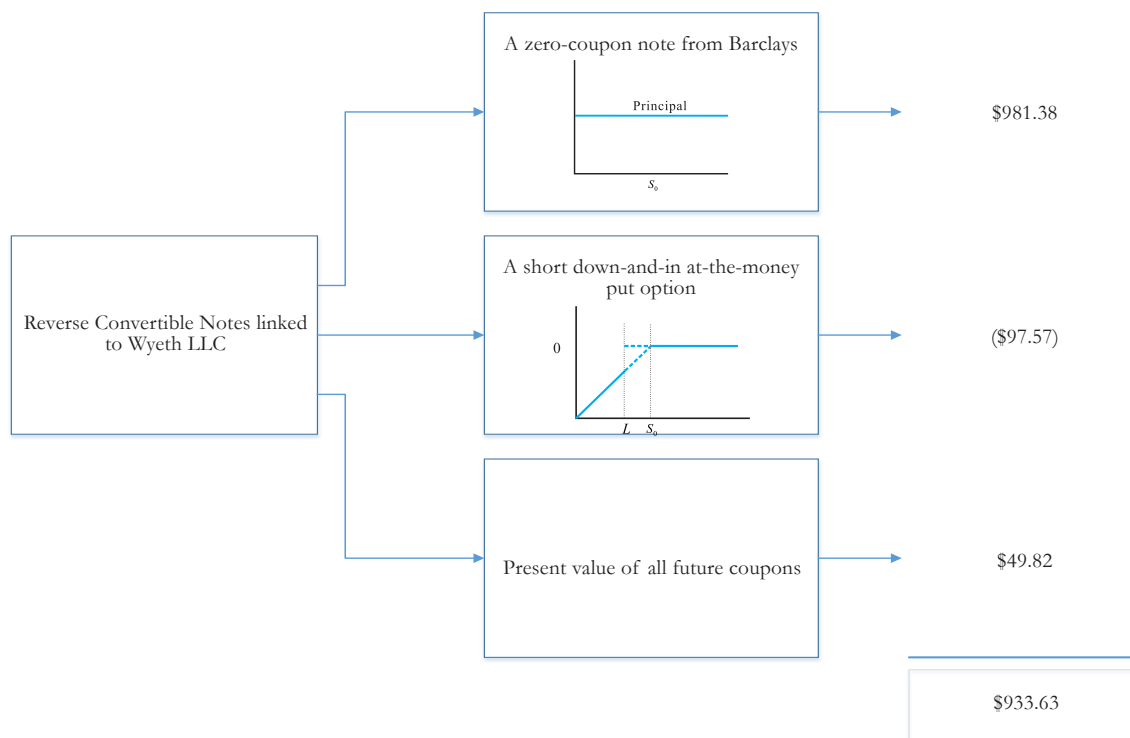 A zero-coupon note from Barclays
Principal
S₀
$981.38
Reverse Convertible Notes linked
to Wyeth LLC
A short down-and-in at-the-money
put option
0
L S₀
($97.57)
Present value of all future coupons
$49.82
$933.63